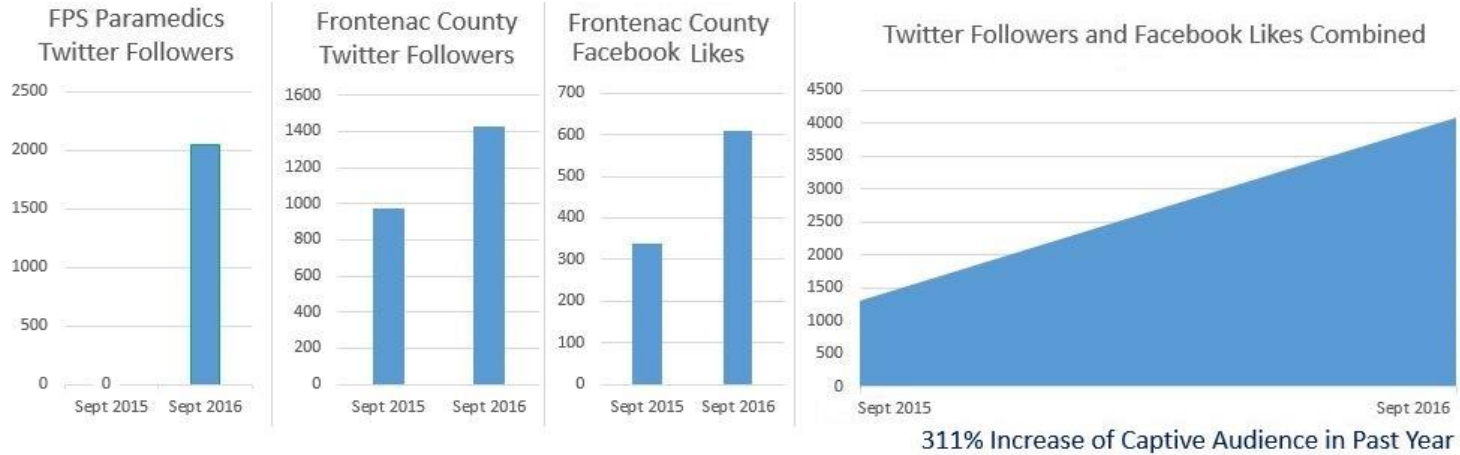 FPS Paramedics
Twitter Followers
2500
2000
1500
1000
500
0
0
Sept 2015
Sept 2016
Frontenac County
Twitter Followers
1600
1400
1200
1000
800
600
400
200
0
Sept 2015
Sept 2016
Frontenac County
Facebook Likes
700
600
500
400
300
200
100
0
Sept 2015
Sept 2016
Twitter Followers and Facebook Likes Combined
4500
4000
3500
3000
2500
2000
1500
1000
500
0
Sept 2015
Sept 2016
311% Increase of Captive Audience in Past Year